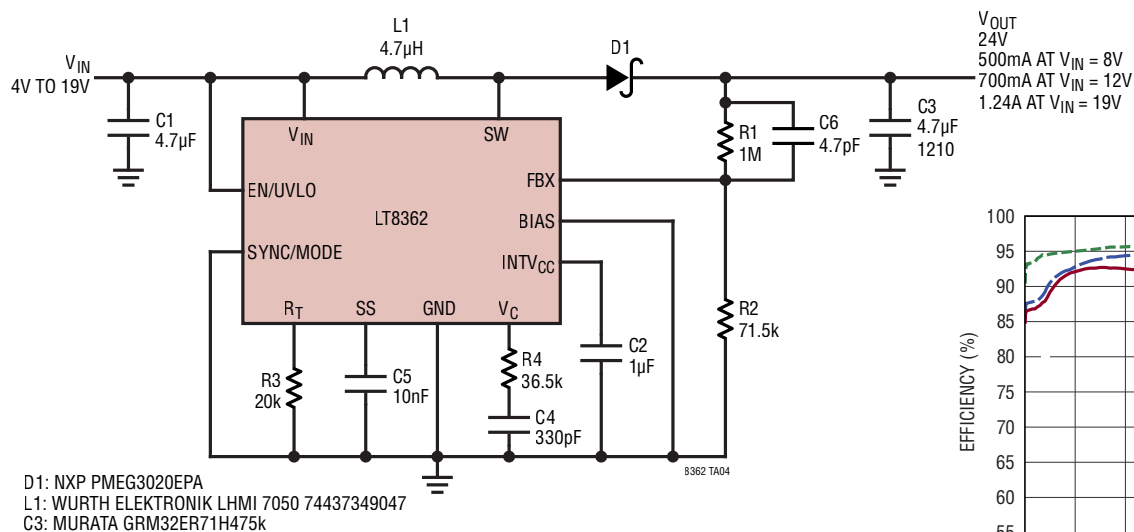 L1
4.7µH
D1
VIN
4V TO 19V
VOUT
24V
500mA AT VIN = 8V
700mA AT VIN = 12V
1.24A AT VIN = 19V
C1
4.7µF
VIN
SW
R1
1M
C6
4.7pF
C3
4.7µF
1210
FBX
EN/UVLO
LT8362
BIAS
SYNC/MODE
INTVCC
RT
SS
GND
VC
R2
71.5k
R3
20k
C5
10nF
R4
36.5k
C4
330pF
C2
1µF
8362 TA04
D1: NXP PMEG3020EPA
L1: WURTH ELEKTRONIK LHMI 7050 74437349047
C3: MURATA GRM32ER71H475k
EFFICIENCY (%)
100
95
90
85
80
75
70
65
60
55